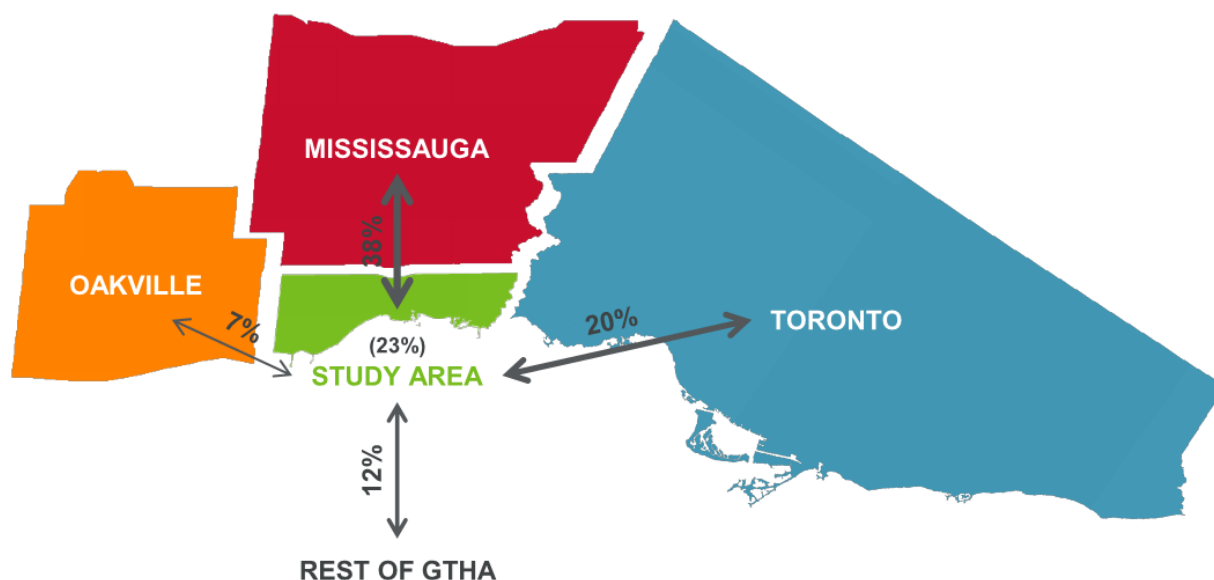 MISSISSAUGA
38%
OAKVILLE
7%
(23%)
STUDY AREA
20%
TORONTO
12%
REST OF GTHA